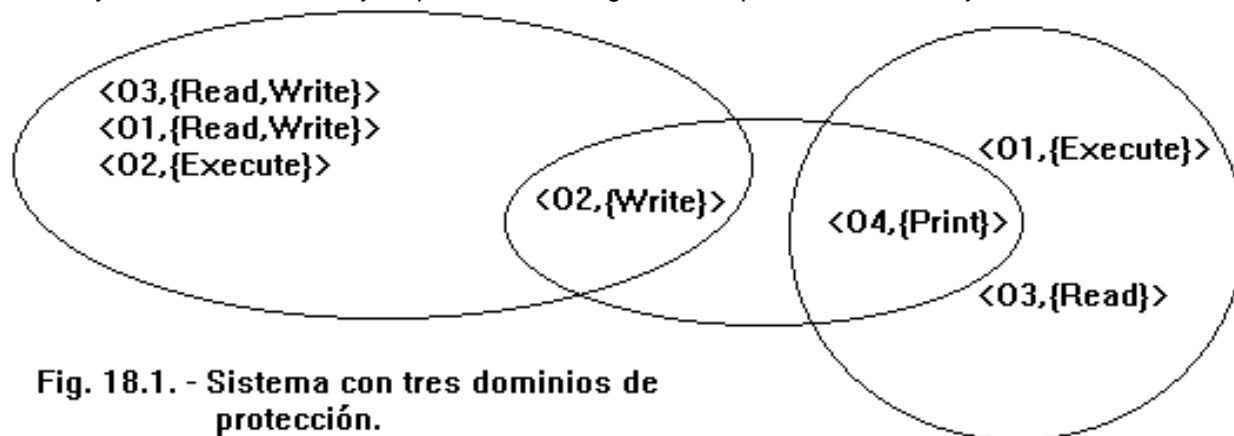 <O3,{Read,Write}>
<O1,{Read,Write}>
<O2,{Execute}>
<O2,{Write}>
<O1,{Execute}>
<O4,{Print}>
<O3,{Read}>
Fig. 18.1. - Sistema con tres dominios de
protección.